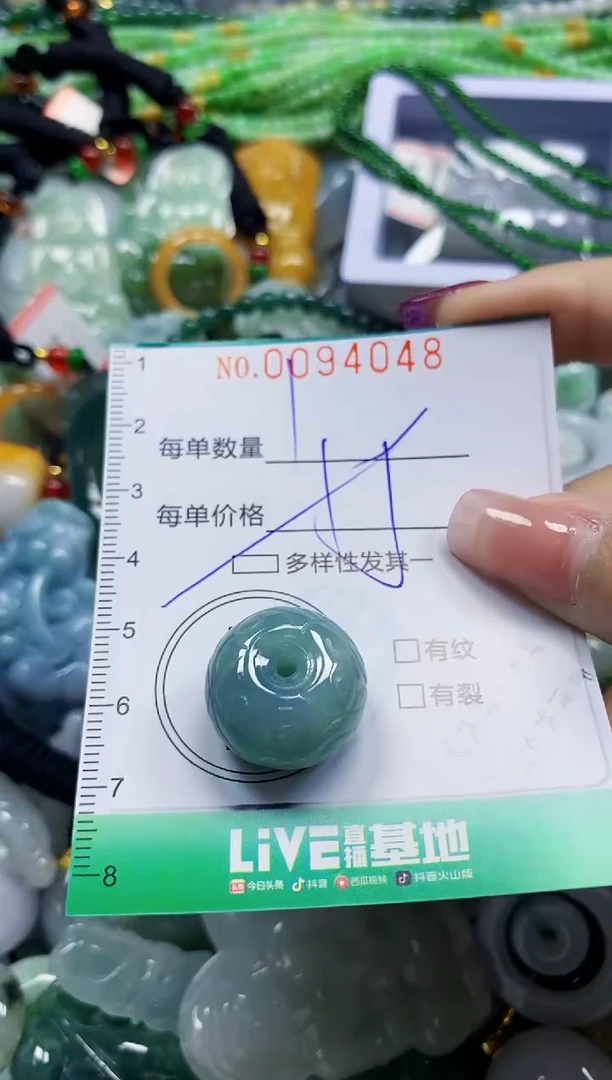 NO.0094048
1
2
每单数量
3
每单价格
4
多样性发其一
5
有纹
6
有裂
7
LiVE直播基地
8
头条 今日头条 抖音 西瓜视频 抖音火山版